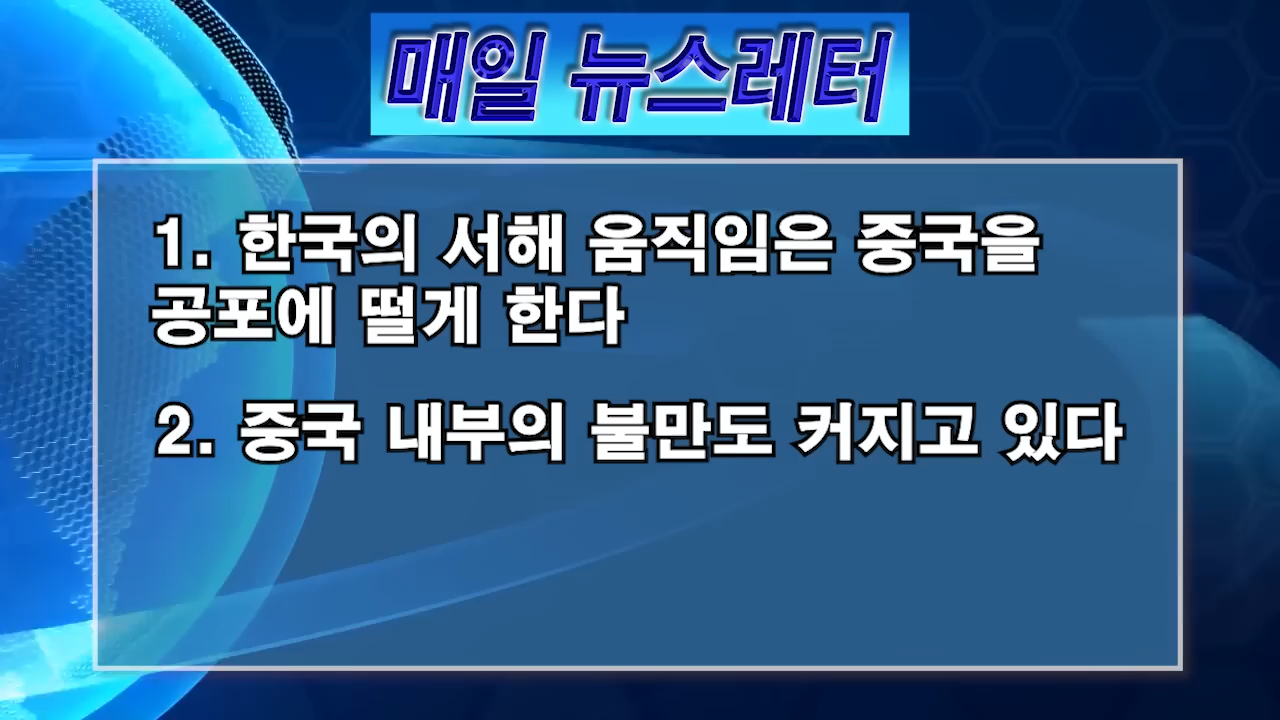 매일 뉴스레터
1. 한국의 서해 움직임은 중국을
공포에 떨게 한다
2. 중국 내부의 불만도 커지고 있다